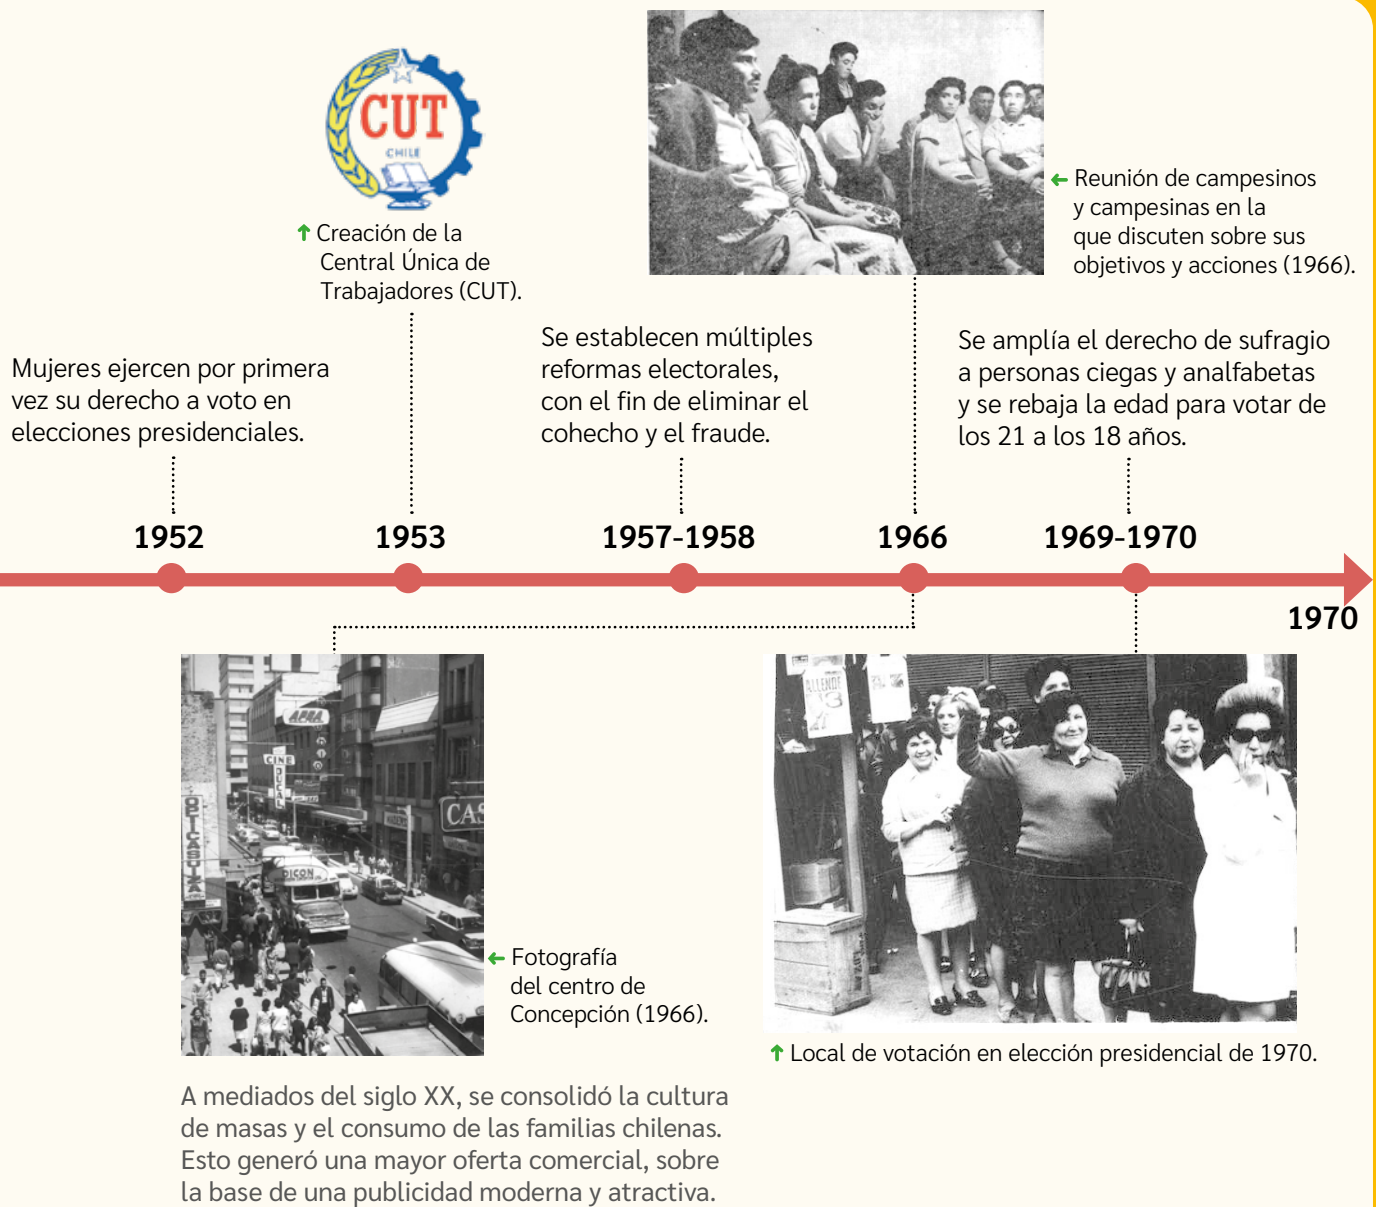 CUT
CHILE
↑ Creación de la
Central Única de
Trabajadores (CUT).
← Reunión de campesinos
y campesinas en la
que discuten sobre sus
objetivos y acciones (1966).
Mujeres ejercen por primera
vez su derecho a voto en
elecciones presidenciales.
Se establecen múltiples
reformas electorales,
con el fin de eliminar el
cohecho y el fraude.
Se amplía el derecho de sufragio
a personas ciegas y analfabetas
y se rebaja la edad para votar de
los 21 a los 18 años.
1952
1953
1957-1958
1966
1969-1970
1970
CINE
DUCAL
OPTICA SUIZA
DICON
CAS
ALLENDE
3
← Fotografía
del centro de
Concepción (1966).
↑ Local de votación en elección presidencial de 1970.
A mediados del siglo XX, se consolidó la cultura
de masas y el consumo de las familias chilenas.
Esto generó una mayor oferta comercial, sobre
la base de una publicidad moderna y atractiva.